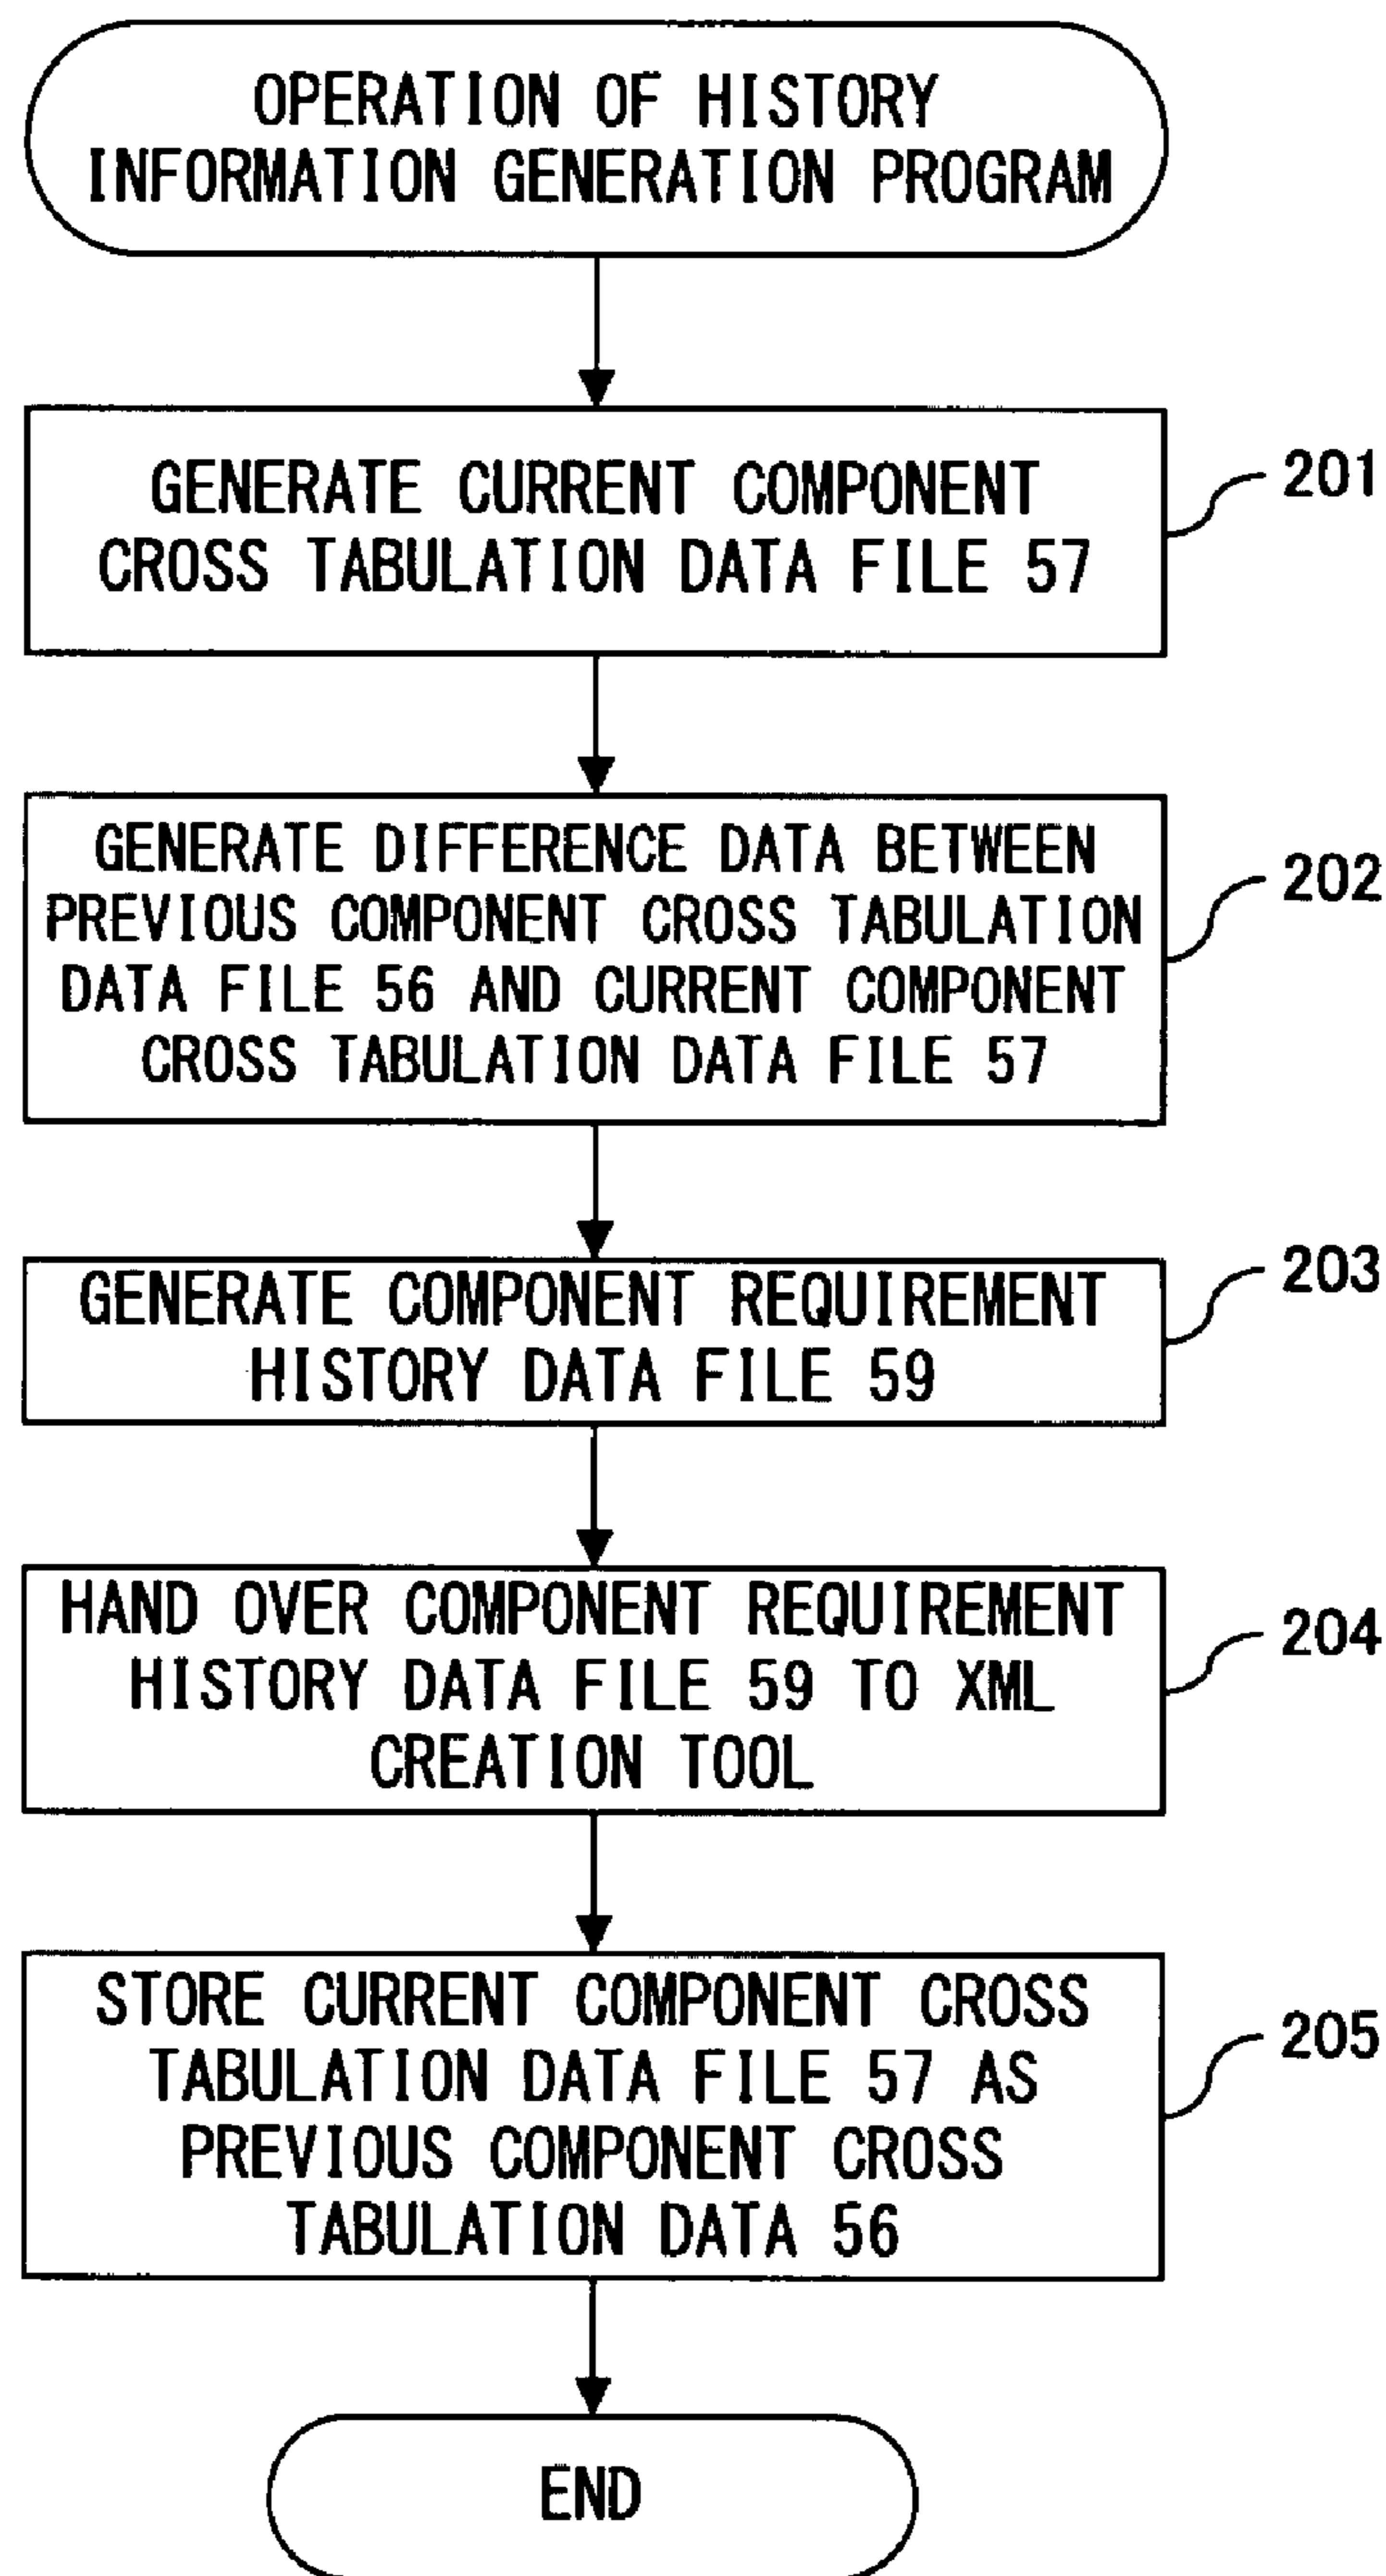 OPERATION OF HISTORY
INFORMATION GENERATION PROGRAM
GENERATE CURRENT COMPONENT
CROSS TABULATION DATA FILE 57
201
GENERATE DIFFERENCE DATA BETWEEN
PREVIOUS COMPONENT CROSS TABULATION
DATA FILE 56 AND CURRENT COMPONENT
CROSS TABULATION DATA FILE 57
202
GENERATE COMPONENT REQUIREMENT
HISTORY DATA FILE 59
203
HAND OVER COMPONENT REQUIREMENT
HISTORY DATA FILE 59 TO XML
CREATION TOOL
204
STORE CURRENT COMPONENT CROSS
TABULATION DATA FILE 57 AS
PREVIOUS COMPONENT CROSS
TABULATION DATA 56
205
END